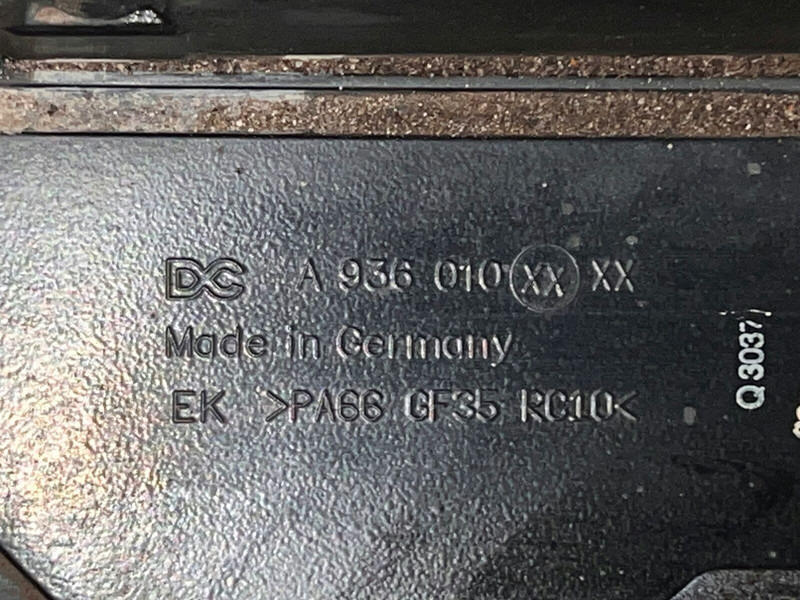 DC A 936 010 XX XX
Made in Germany
EK >PA66 GF35 RC10<
Q 3037